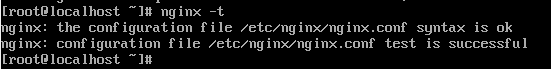 [root@localhost ~]# nginx -t
nginx: the configuration file /etc/nginx/nginx.conf syntax is ok
nginx: configuration file /etc/nginx/nginx.conf test is successful
[root@localhost ~]#